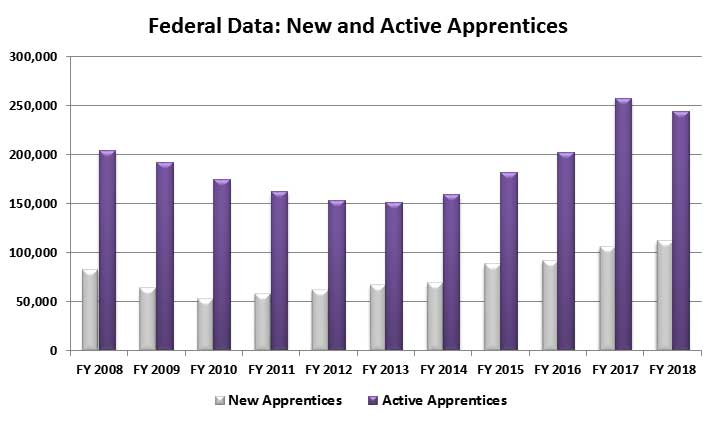 Federal Data: New and Active Apprentices
300,000
250,000
200,000
150,000
100,000
50,000
0
FY 2008 FY 2009 FY 2010 FY 2011 FY 2012 FY 2013 FY 2014 FY 2015 FY 2016 FY 2017 FY 2018
New Apprentices Active Apprentices